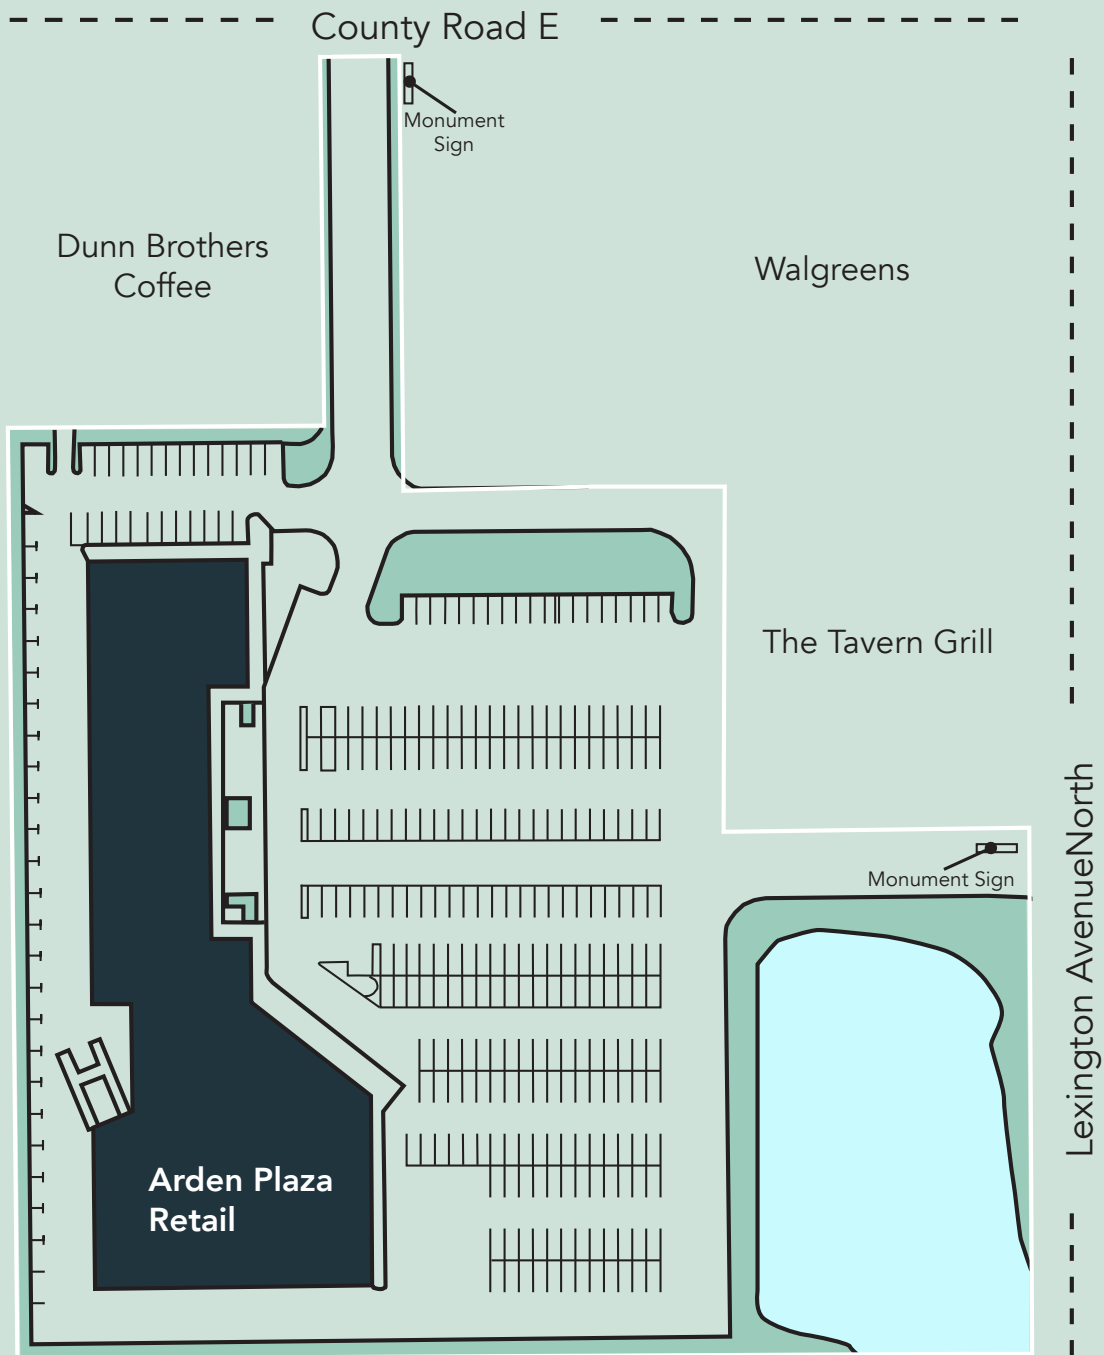 County Road E
Monument
Sign
Dunn Brothers
Coffee
Walgreens
The Tavern Grill
Monument Sign
Lexington AvenueNorth
Arden Plaza
Retail